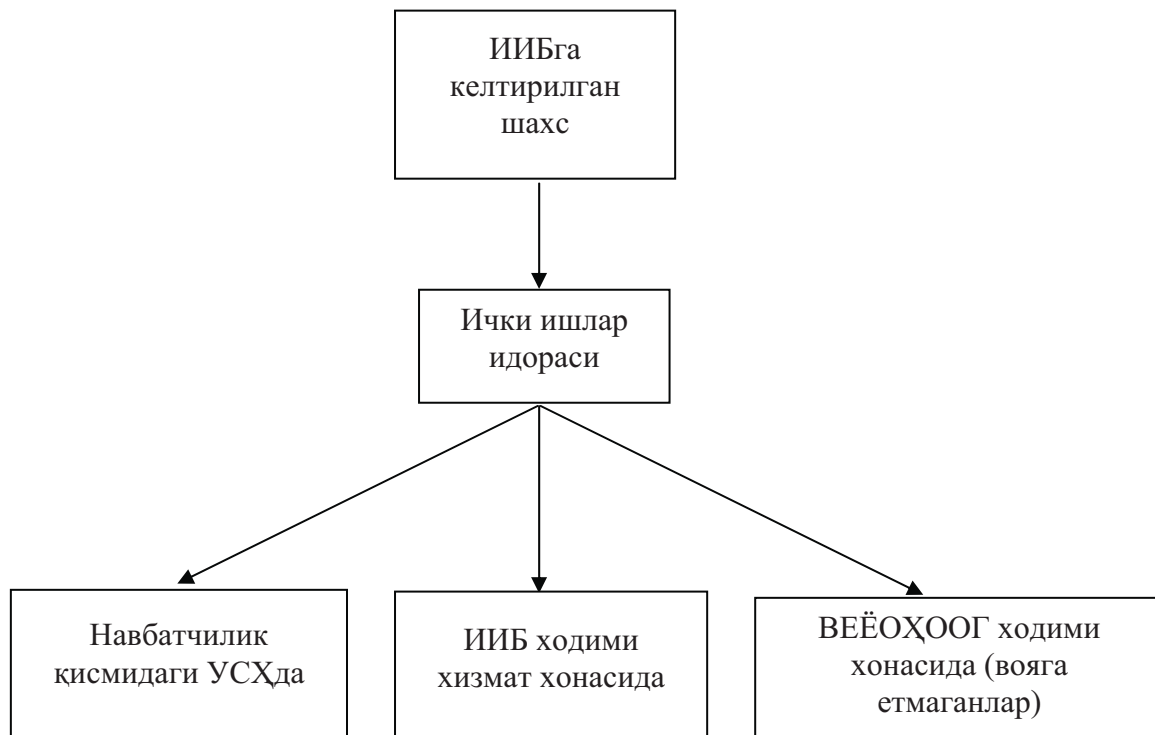 ИИБга
келтирилган
шахс
Ички ишлар
идораси
Навбатчилик
қисмидаги УСҲда
ИИБ ходими
хизмат хонасида
ВЕЁОҲООГ ходими
хонасида (вояга
етмаганлар)